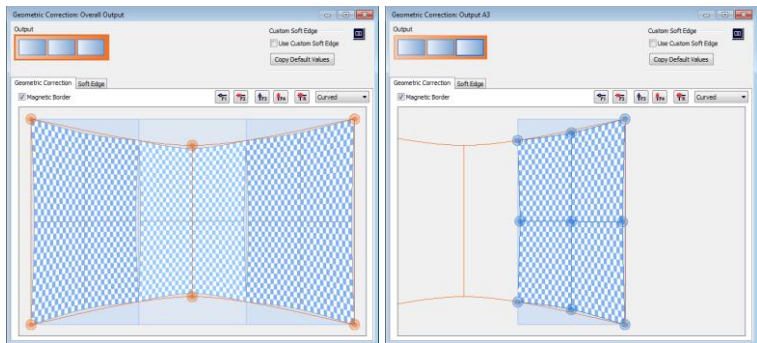 Geometric Correction: Overall Output
Output
Custom Soft Edge
Use Custom Soft Edge
Copy Default Values
Geometric Correction
Soft Edge
Magnetic Border
Curved
Geometric Correction: Output A3
Output
Custom Soft Edge
Use Custom Soft Edge
Copy Default Values
Geometric Correction
Soft Edge
Magnetic Border
Curved